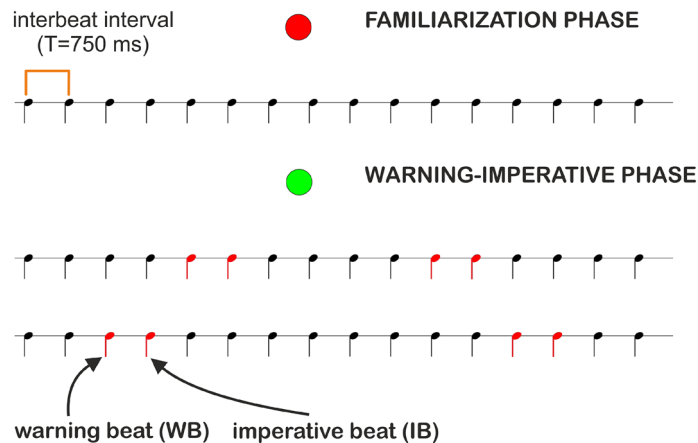 interbeat interval
(T=750 ms)
FAMILIARIZATION PHASE
WARNING-IMPERATIVE PHASE
warning beat (WB)
imperative beat (IB)